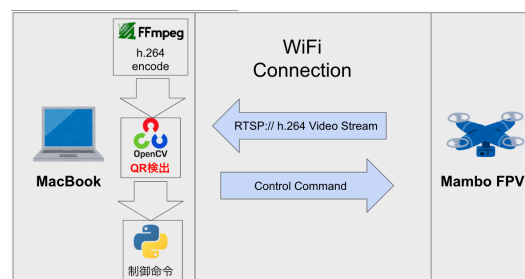 FFmpeg
h.264
encode
WiFi
Connection
RTSP:// h.264 Video Stream
OpenCV
QR検出
MacBook
Control Command
Mambo FPV
制御命令